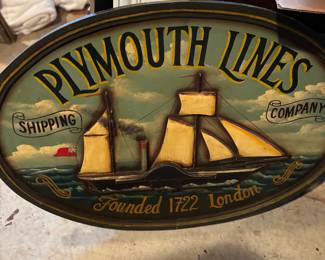 PLYMOUTH LINES
SHIPPING
COMPANY
Founded 1722 London